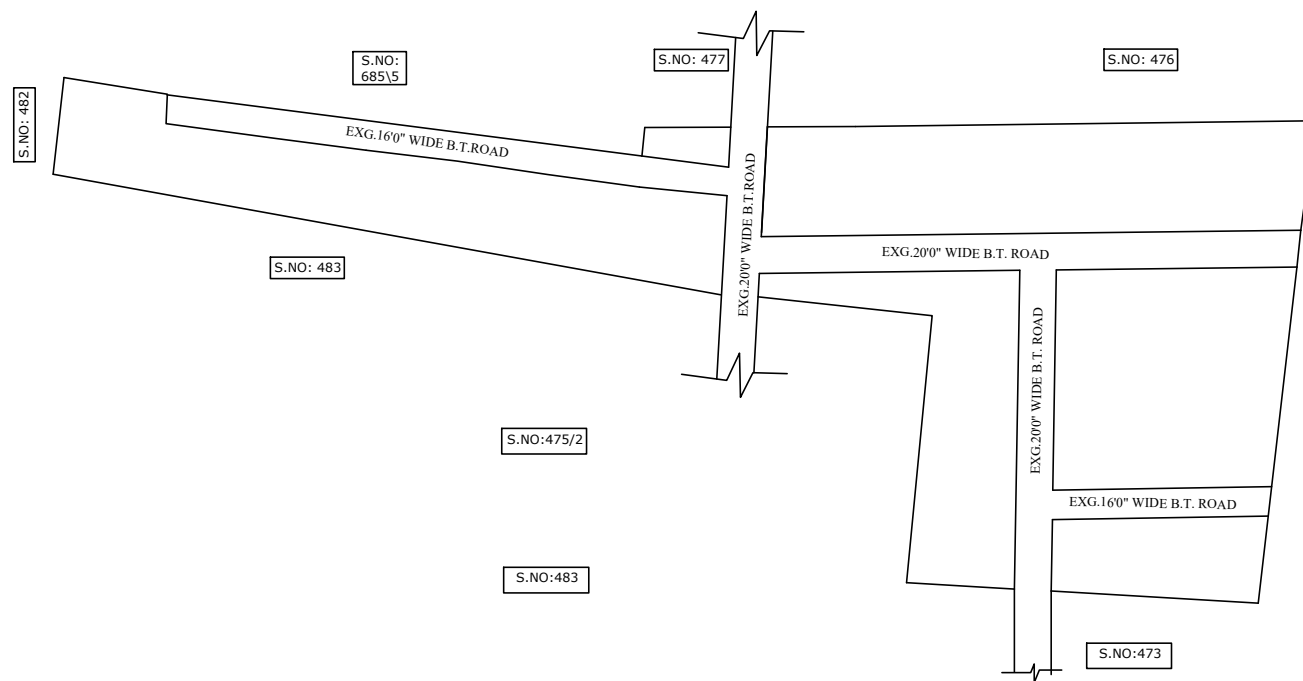 S.NO:
685\5
S.NO: 477
S.NO: 476
S.NO: 482
EXG.16'0" WIDE B.T.ROAD
EXG.20'0" WIDE B.T.ROAD
EXG.20'0" WIDE B.T. ROAD
S.NO: 483
EXG.20'0" WIDE B.T. ROAD
S.NO:475/2
EXG.16'0" WIDE B.T. ROAD
S.NO:483
S.NO:473